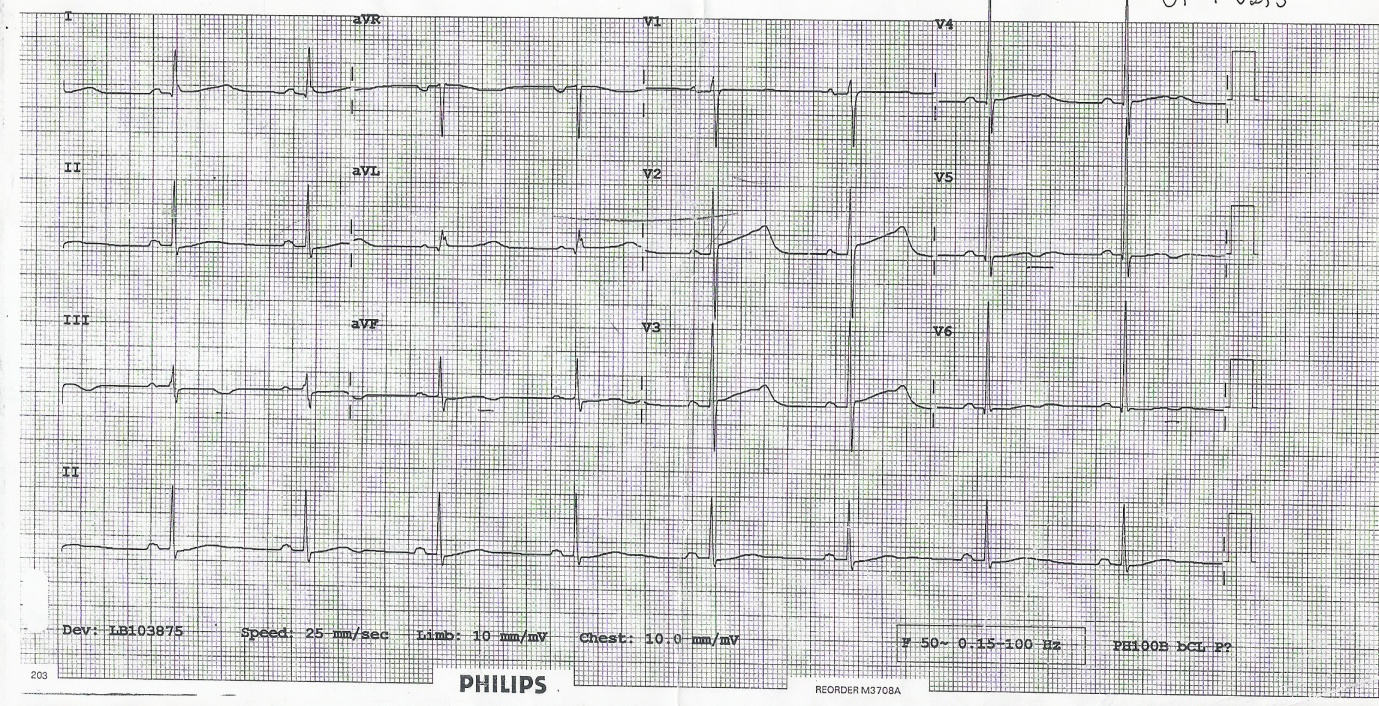 I aVR V1 V4
II aVL V2 V5
III aVF V3 V6
II
Dev: LB103875 Speed: 25 mm/sec Limb: 10 mm/mV Chest: 10.0 mm/mV F 50~ 0.15-100 Hz PH100B CL P?
203 PHILIPS REORDER M3708A